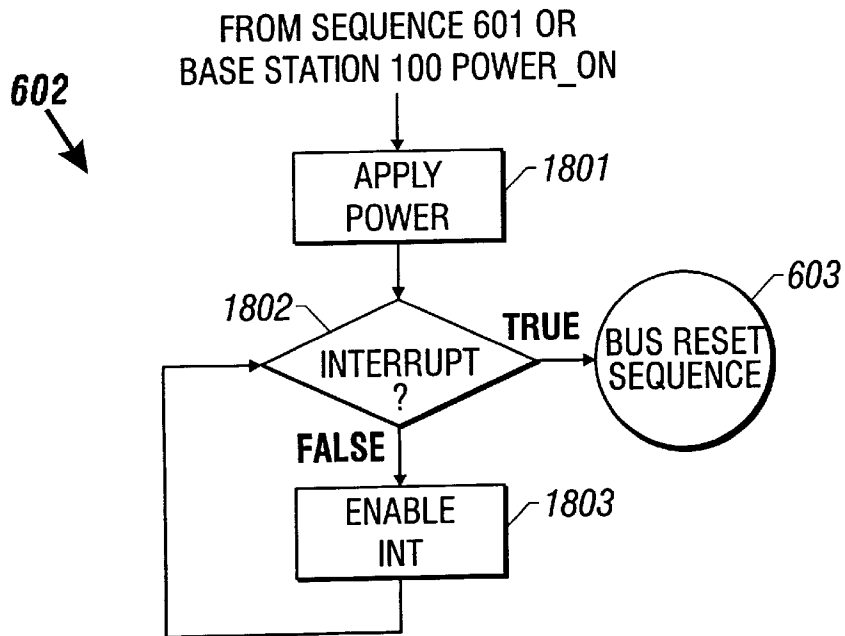 FROM SEQUENCE 601 OR
BASE STATION 100 POWER_ON
602
APPLY
POWER
1801
1802
INTERRUPT
?
TRUE
603
BUS RESET
SEQUENCE
FALSE
ENABLE
INT
1803